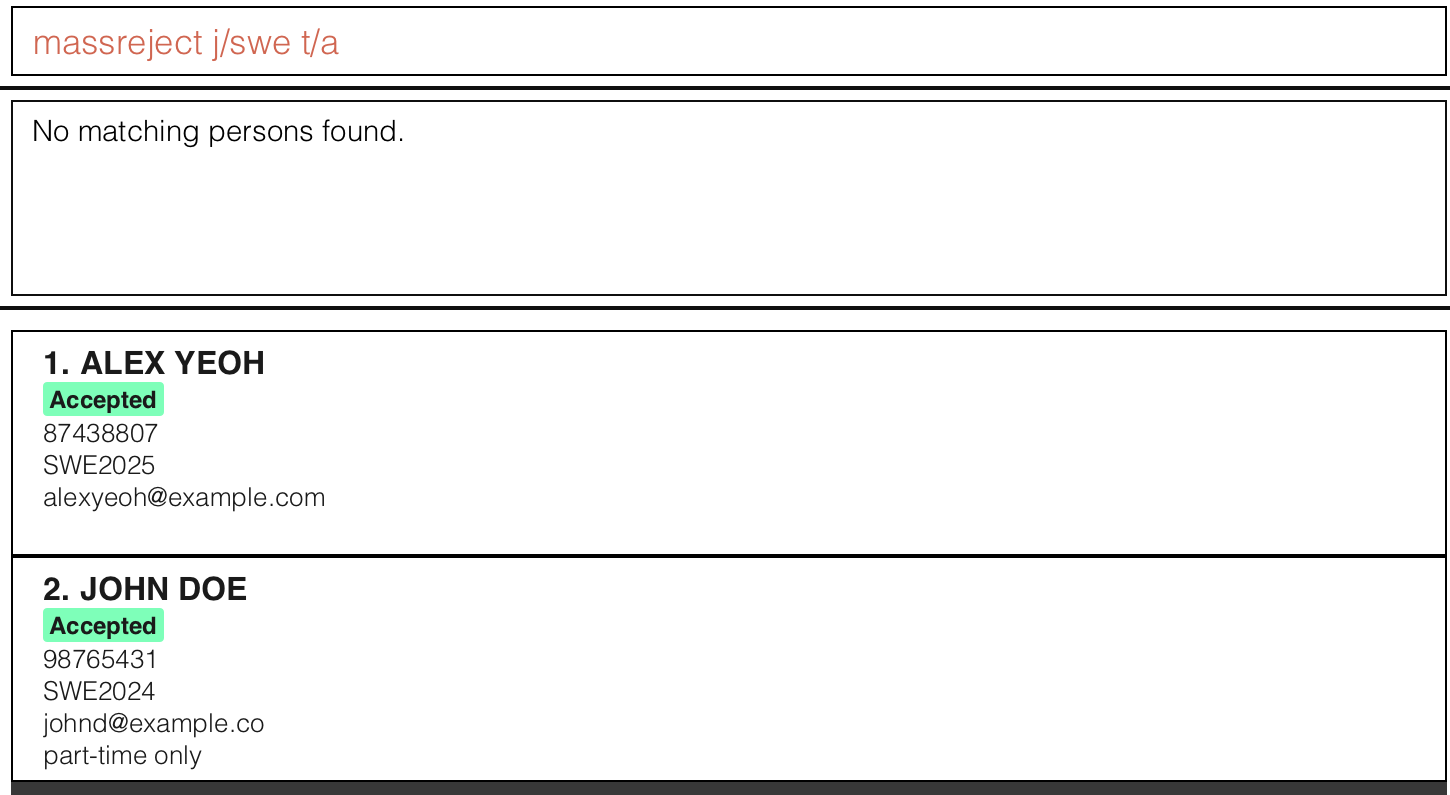 massreject j/swe t/a
No matching persons found.
1. ALEX YEOH
Accepted
87438807
SWE2025
alexyeoh@example.com
2. JOHN DOE
Accepted
98765431
SWE2024
johnd@example.co
part-time only